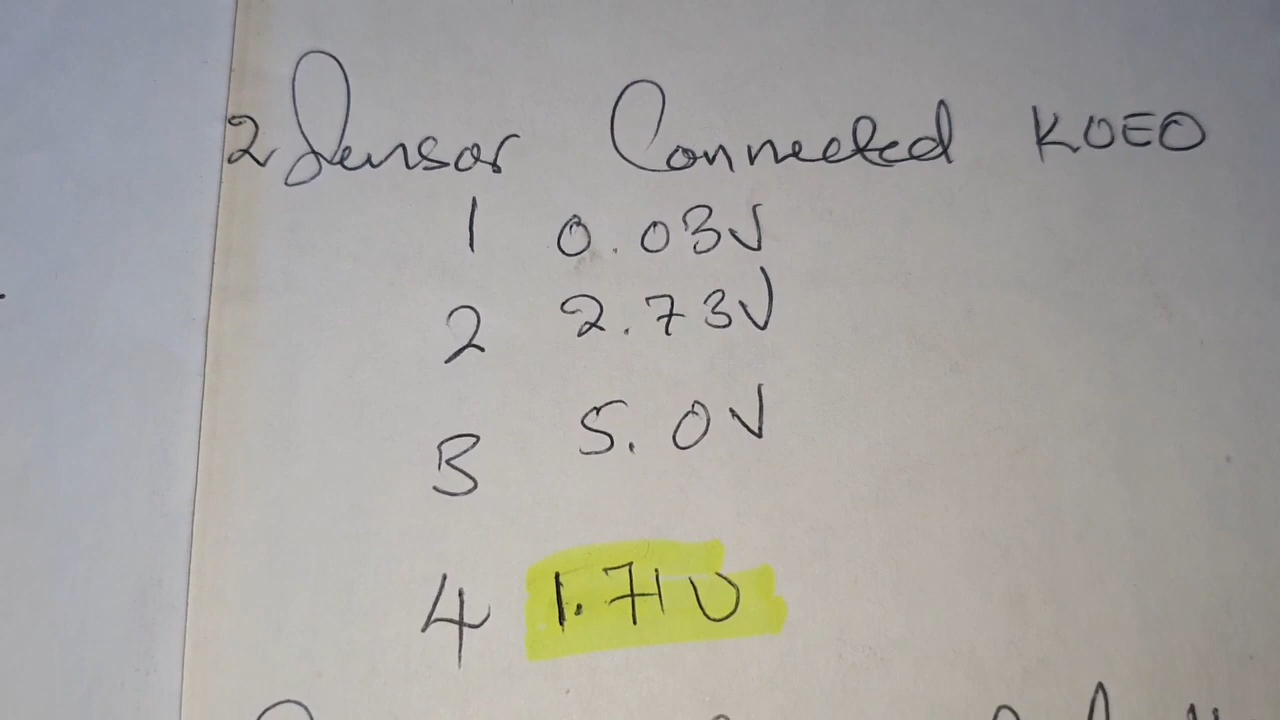 2 Sensor Connected KOEO
1 0.03V
2 2.73V
3 5.0V
4 1.71V